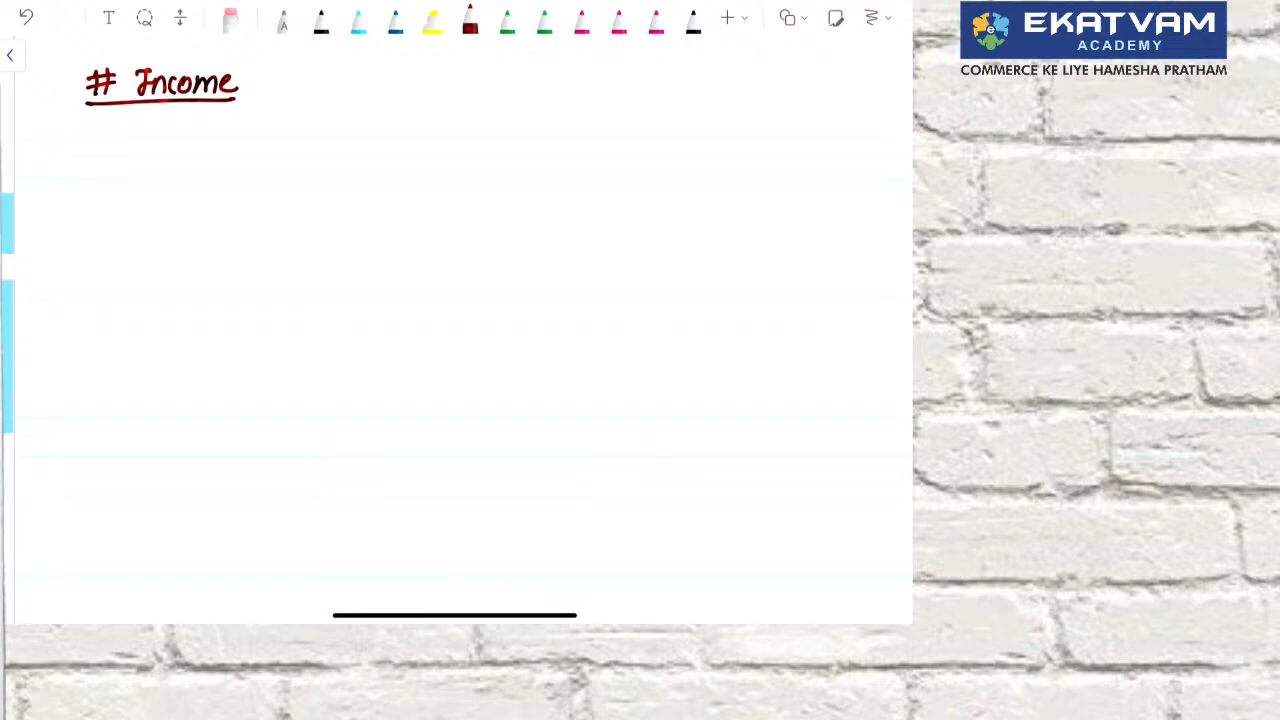 # Income
EKATVAM
ACADEMY
COMMERCE KE LIYE HAMESHA PRATHAM
T
A
e